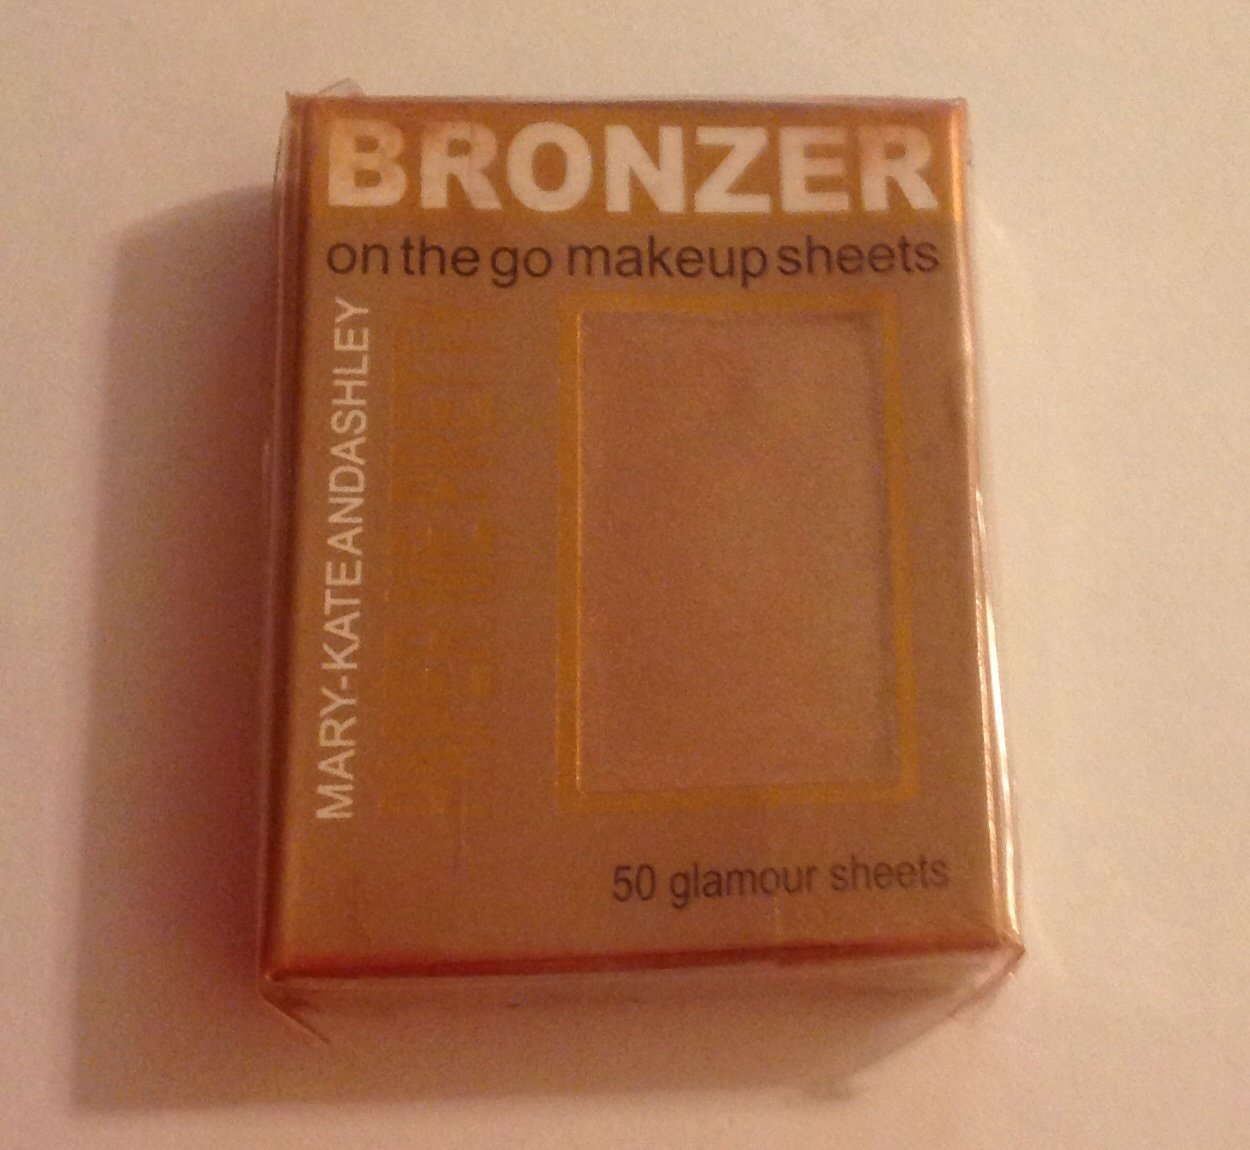 BRONZER
on the go makeup sheets
MARY-KATEANDASHLEY
50 glamour sheets